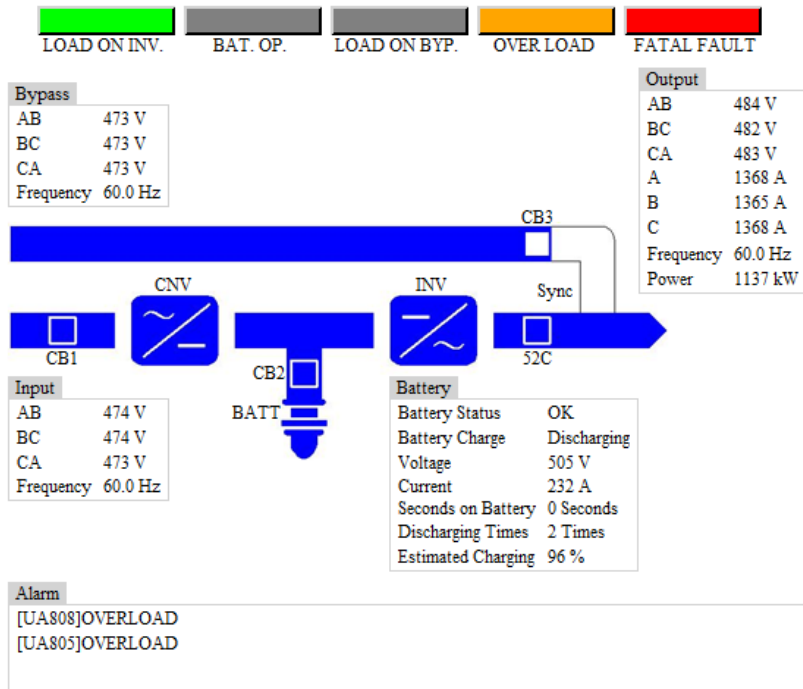 LOAD ON INV. BAT. OP. LOAD ON BYP. OVER LOAD FATAL FAULT
Bypass
AB 473 V
BC 473 V
CA 473 V
Frequency 60.0 Hz
Output
AB 484 V
BC 482 V
CA 483 V
A 1368 A
B 1365 A
C 1368 A
Frequency 60.0 Hz
Power 1137 kW
CB3
CNV
INV
Sync
CB1
CB2
52C
BATT
Input
AB 474 V
BC 474 V
CA 473 V
Frequency 60.0 Hz
Battery
Battery Status OK
Battery Charge Discharging
Voltage 505 V
Current 232 A
Seconds on Battery 0 Seconds
Discharging Times 2 Times
Estimated Charging 96 %
Alarm
[UA808]OVERLOAD
[UA805]OVERLOAD